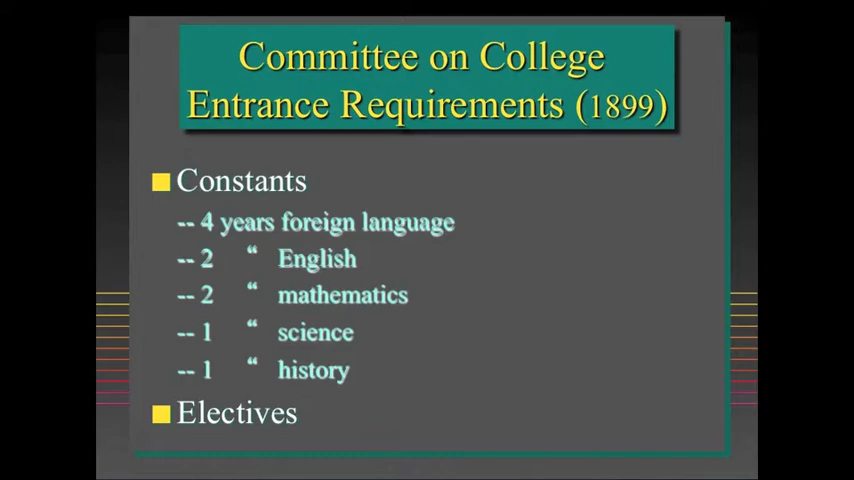 Committee on College
Entrance Requirements (1899)
Constants
-- 4 years foreign language
-- 2 “ English
-- 2 “ mathematics
-- 1 “ science
-- 1 “ history
Electives